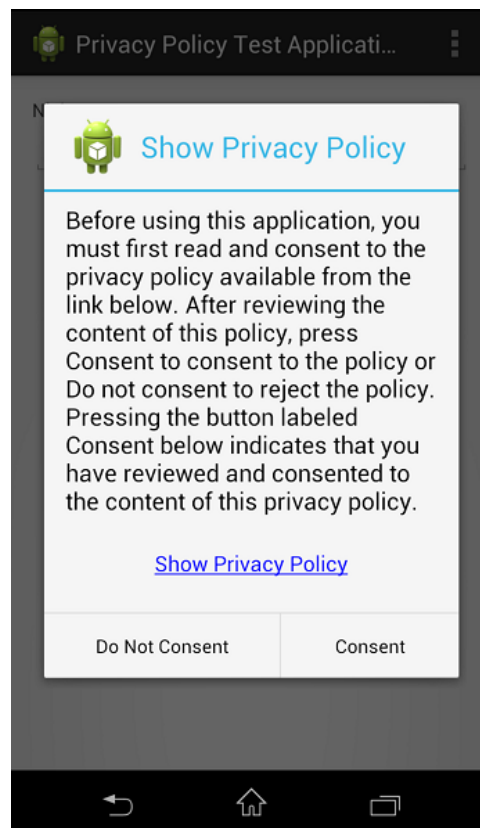 Privacy Policy Test Applicati...
Show Privacy Policy
Before using this application, you
must first read and consent to the
privacy policy available from the
link below. After reviewing the
content of this policy, press
Consent to consent to the policy or
Do not consent to reject the policy.
Pressing the button labeled
Consent below indicates that you
have reviewed and consented to
the content of this privacy policy.
Show Privacy Policy
Do Not Consent
Consent